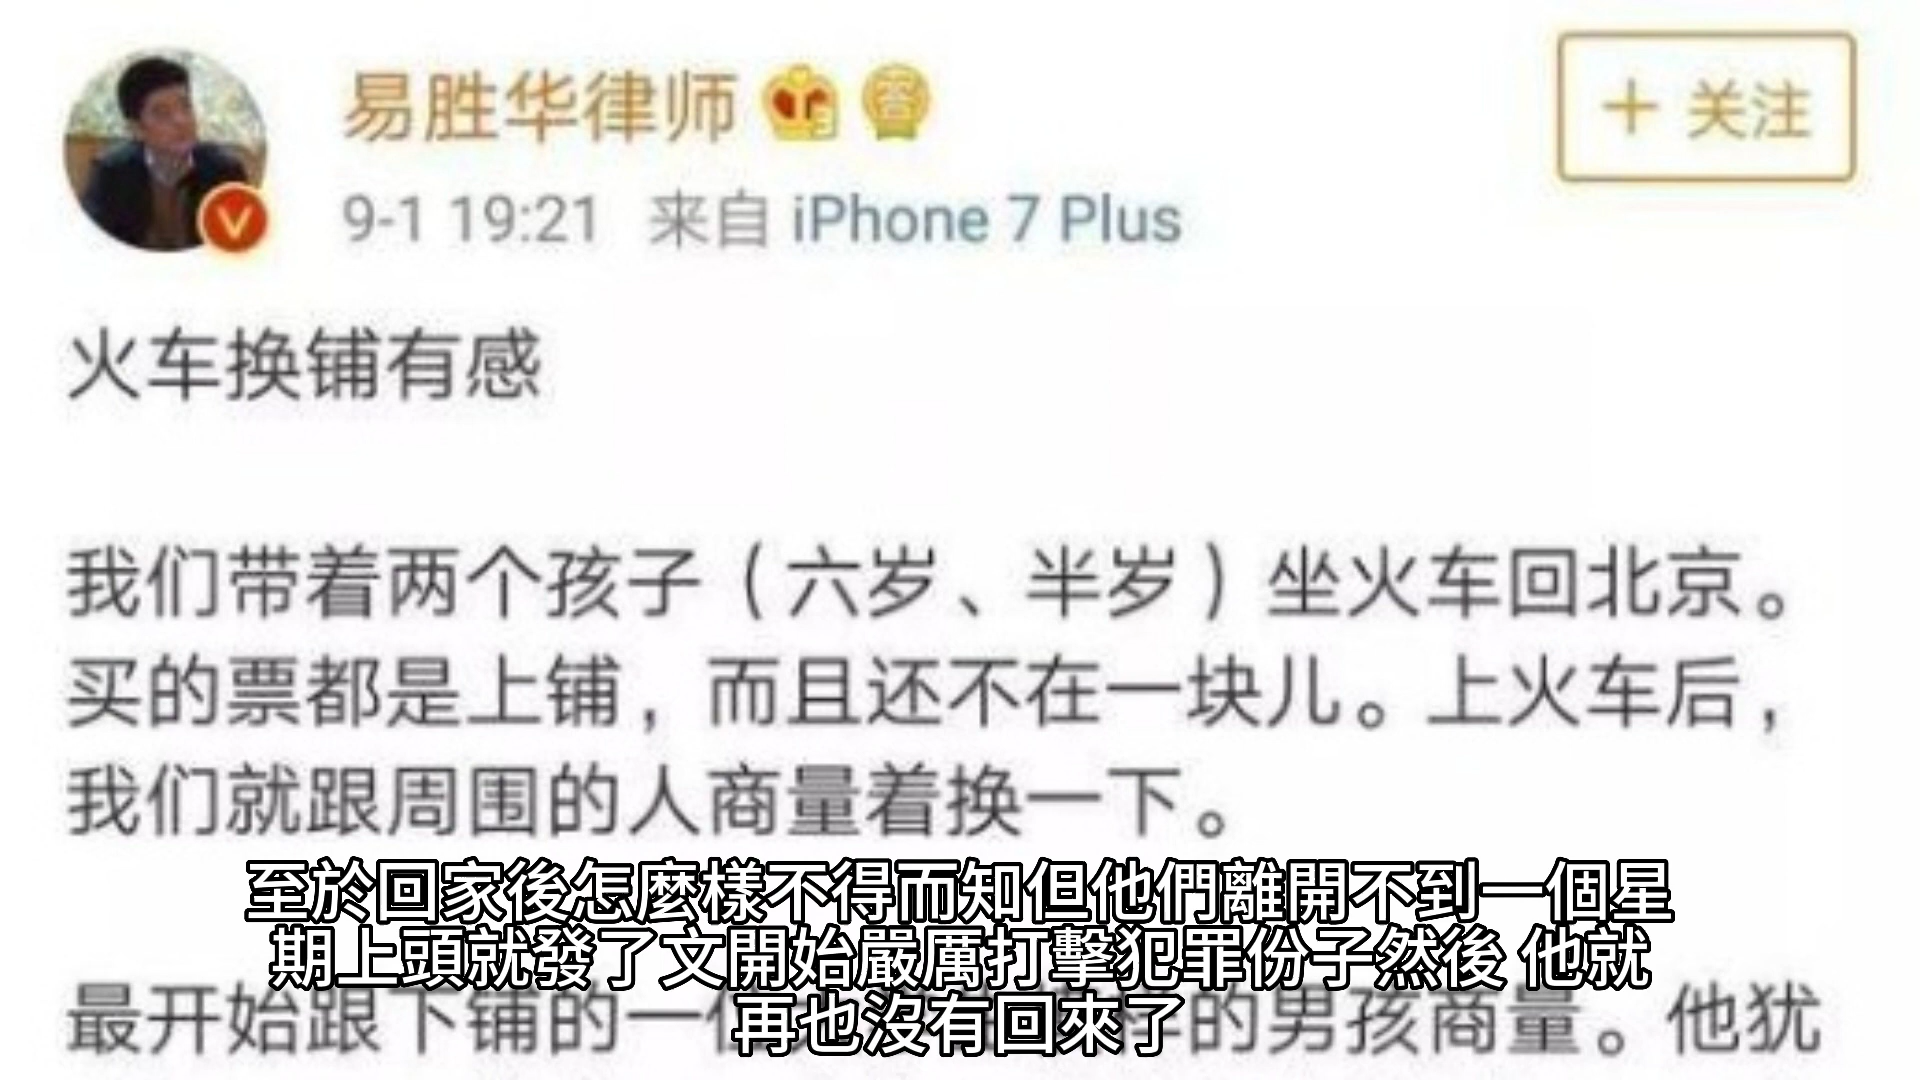 易胜华律师
+ 关注
9-1 19:21 来自 iPhone 7 Plus
火车换铺有感
我们带着两个孩子（六岁、半岁）坐火车回北京。
买的票都是上铺，而且还不在一块儿。上火车后，
我们就跟周围的人商量着换一下。
至於回家後怎麼樣不得而知但他們離開不到一個星
期上頭就發了文開始嚴厲打擊犯罪份子然後 他就
再也沒有回來了
最开始跟下铺的一位 的男孩商量。他犹